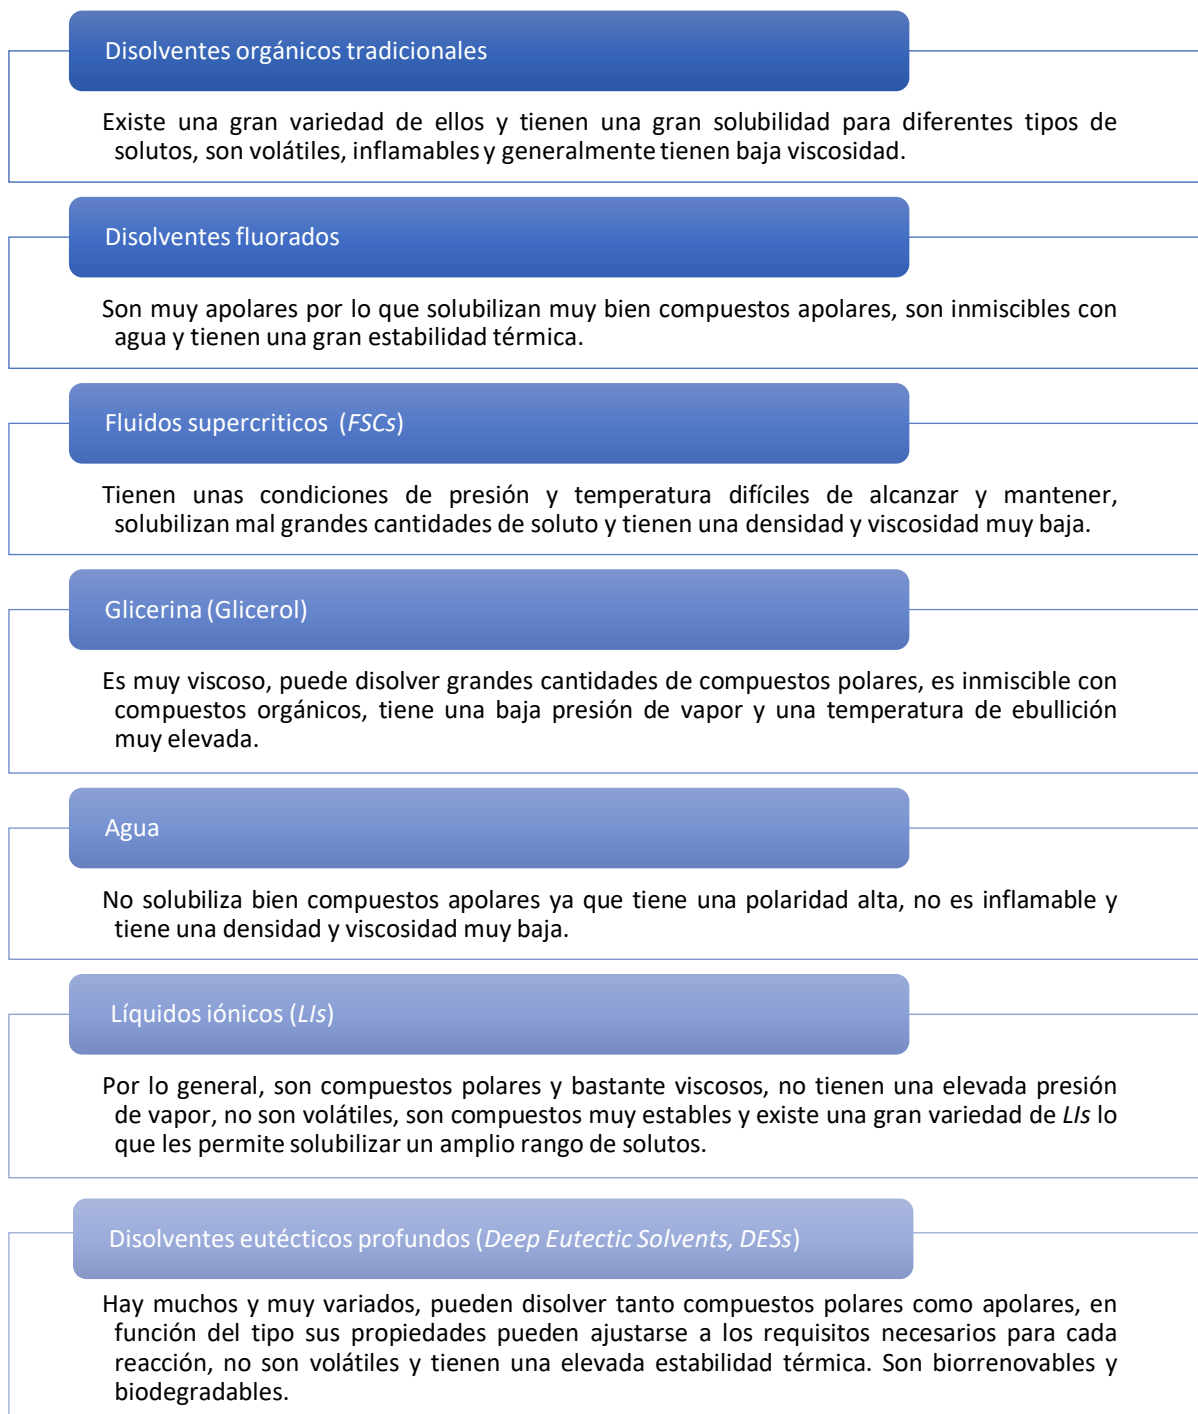 Disolventes orgánicos tradicionales
Existe una gran variedad de ellos y tienen una gran solubilidad para diferentes tipos de
solutos, son volátiles, inflamables y generalmente tienen baja viscosidad.
Disolventes fluorados
Son muy apolares por lo que solubilizan muy bien compuestos apolares, son inmiscibles con
agua y tienen una gran estabilidad térmica.
Fluidos supercriticos (FSCs)
Tienen unas condiciones de presión y temperatura difíciles de alcanzar y mantener,
solubilizan mal grandes cantidades de soluto y tienen una densidad y viscosidad muy baja.
Glicerina (Glicerol)
Es muy viscoso, puede disolver grandes cantidades de compuestos polares, es inmiscible con
compuestos orgánicos, tiene una baja presión de vapor y una temperatura de ebullición
muy elevada.
Agua
No solubiliza bien compuestos apolares ya que tiene una polaridad alta, no es inflamable y
tiene una densidad y viscosidad muy baja.
Líquidos iónicos (LIs)
Por lo general, son compuestos polares y bastante viscosos, no tienen una elevada presión
de vapor, no son volátiles, son compuestos muy estables y existe una gran variedad de LIs lo
que les permite solubilizar un amplio rango de solutos.
Disolventes eutécticos profundos (Deep Eutectic Solvents, DESs)
Hay muchos y muy variados, pueden disolver tanto compuestos polares como apolares, en
función del tipo sus propiedades pueden ajustarse a los requisitos necesarios para cada
reacción, no son volátiles y tienen una elevada estabilidad térmica. Son biorrenovables y
biodegradables.